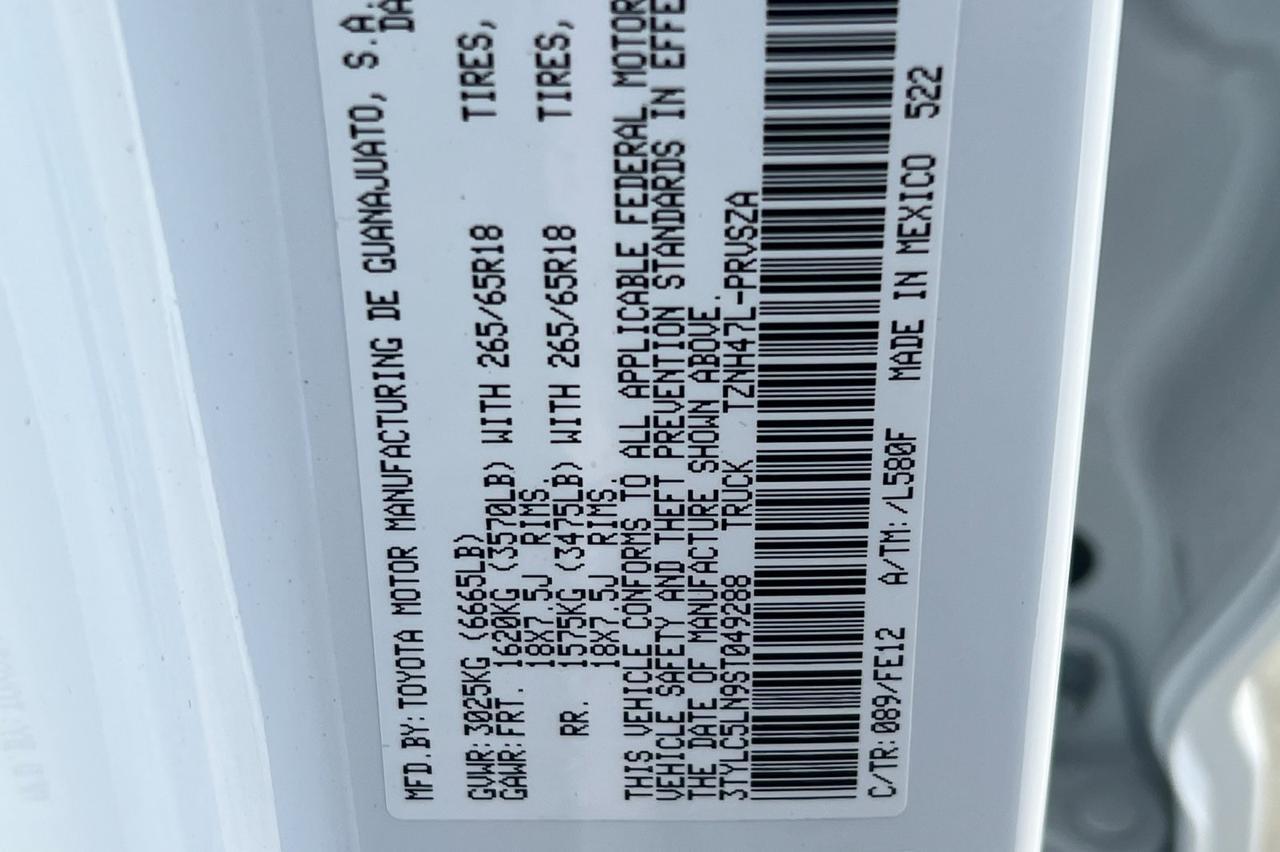 MFD.BY:TOYOTA MOTOR MANUFACTURING DE GUANAJUATO, S.A.
DA
GVWR:3025KG (6665LB)
GAWR:FRT. 1620KG (3570LB) WITH 265/65R18 TIRES,
18X7.5J RIMS.
RR. 1575KG (3475LB) WITH 265/65R18 TIRES,
18X7.5J RIMS.
THIS VEHICLE CONFORMS TO ALL APPLICABLE FEDERAL MOTOR
VEHICLE SAFETY AND THEFT PREVENTION STANDARDS IN EFFE
THE DATE OF MANUFACTURE SHOWN ABOVE.
3TYLC5LN9ST049288 TRUCK TZNH47L-PRVSZA
C/TR:089/FE12 A/TM:/L580F MADE IN MEXICO 522